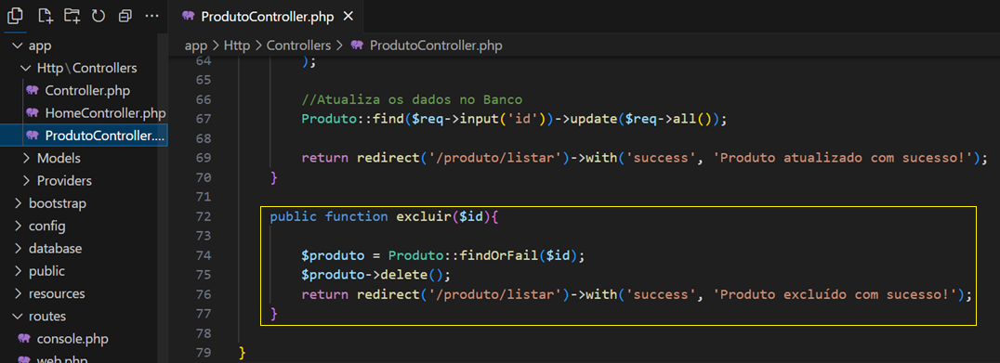 ProdutoController.php
app
Http\Controllers
Controller.php
HomeController.php
ProdutoController....
Models
Providers
bootstrap
config
database
public
resources
routes
console.php
web.php
app > Http > Controllers > ProdutoController.php
64 );
65
66 //Atualiza os dados no Banco
67 Produto::find($req->input('id'))->update($req->all());
68
69 return redirect('/produto/listar')->with('success', 'Produto atualizado com sucesso!');
70 }
71
72 public function excluir($id){
73
74 $produto = Produto::findOrFail($id);
75 $produto->delete();
76 return redirect('/produto/listar')->with('success', 'Produto excluído com sucesso!');
77 }
78
79 }